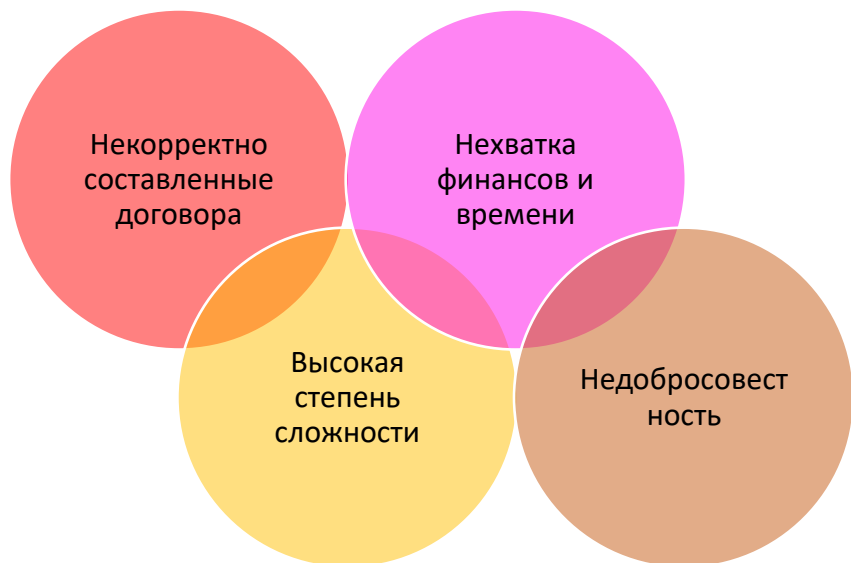 Некорректно
составленные
договора
Нехватка
финансов и
времени
Высокая
степень
сложности
Недобросовест
ность